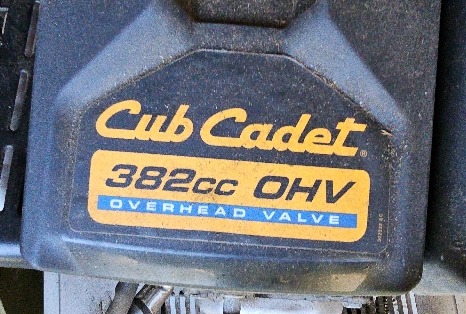 Cub Cadet®
382cc OHV
OVERHEAD VALVE